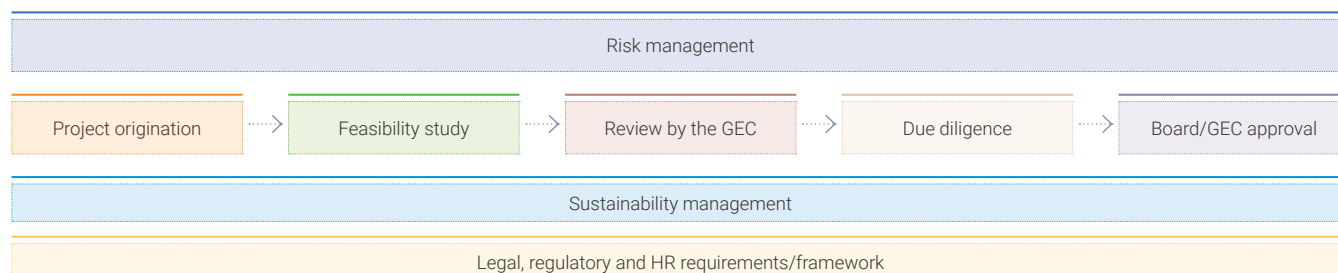 Risk management
Project origination
Feasibility study
Review by the GEC
Due diligence
Board/GEC approval
Sustainability management
Legal, regulatory and HR requirements/framework